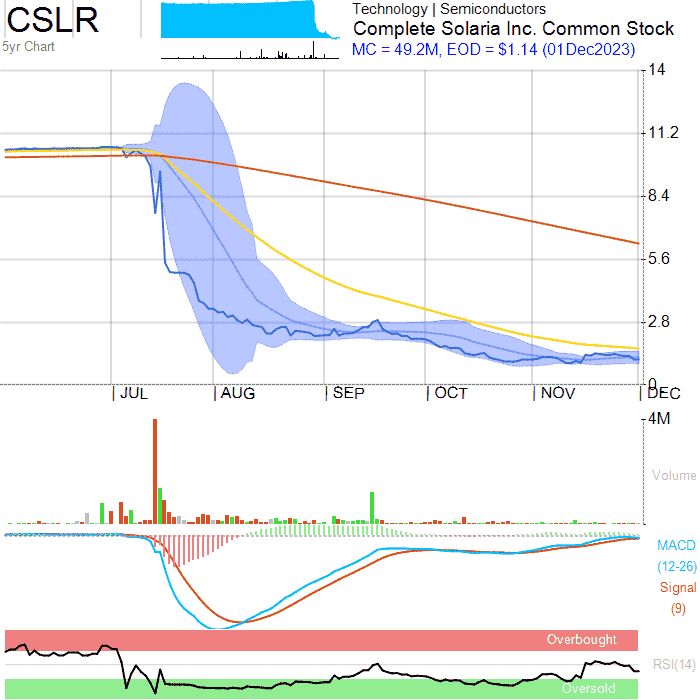 CSLR
5yr Chart
Technology | Semiconductors
Complete Solaria Inc. Common Stock
MC = 49.2M, EOD = $1.14 (01Dec2023)
14
11.2
8.4
5.6
2.8
0
JUL AUG SEP OCT NOV DEC
4M
Volume
MACD
(12-26)
Signal
(9)
Overbought
RSI(14)
Oversold